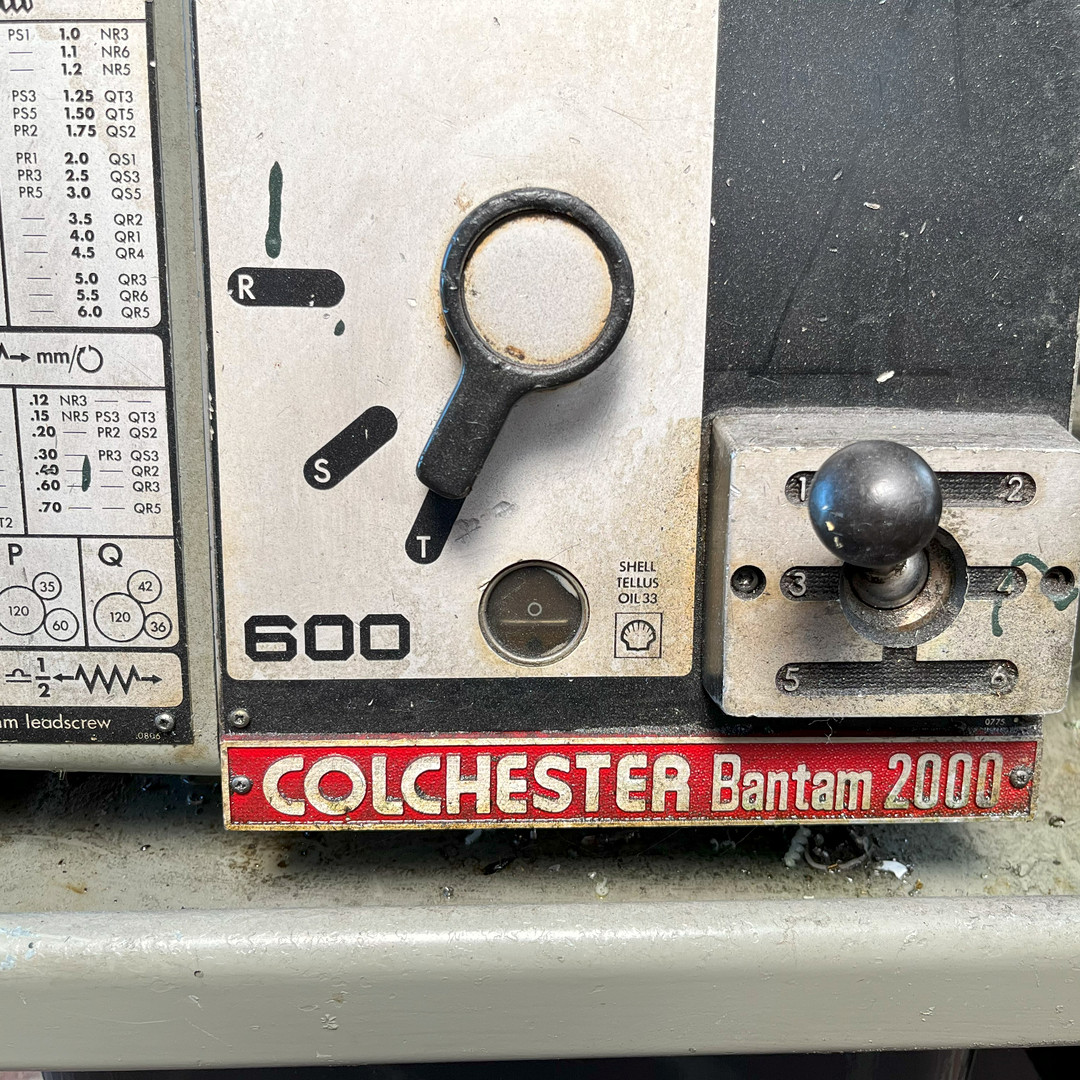 PS1 1.0 NR3
— 1.1 NR6
— 1.2 NR5
PS3 1.25 QT3
PS5 1.50 QT5
PR2 1.75 QS2
PR1 2.0 QS1
PR3 2.5 QS3
PR5 3.0 QS5
— 3.5 QR2
— 4.0 QR1
— 4.5 QR4
— 5.0 QR3
— 5.5 QR6
— 6.0 QR5
mm/
.12 NR3 — —
.15 NR5 PS3 QT3
.20 — PR2 QS2
.30 — PR3 QS3
.40 — — QR2
.60 — — QR3
.70 — — QR5
T2
P Q
35 42
120 120
60 36
1/2
mm leadscrew
.0806
R
S
T
600
SHELL
TELLUS
OIL 33
1 2
3 4
5
0775
COLCHESTER Bantam 2000